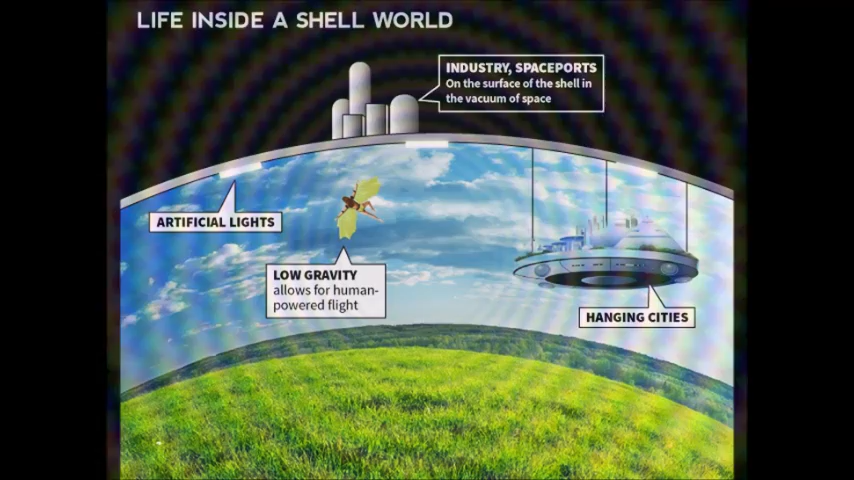 LIFE INSIDE A SHELL WORLD
INDUSTRY, SPACEPORTS
On the surface of the shell in
the vacuum of space
ARTIFICIAL LIGHTS
LOW GRAVITY
allows for human-
powered flight
HANGING CITIES